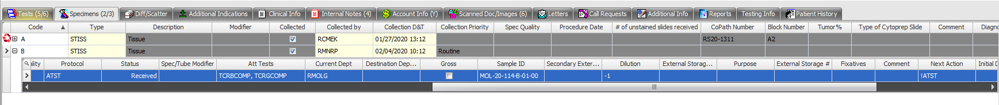 Tests (5/6) Specimens (2/3) Diff/Scatter Additional Indications Clinical Info Internal Notes (4) Account Info (Y) Scanned Doc/Images (6) Letters Call Requests Additional Info Reports Testing Info Patient History
Code Type Description Modifier Collected Collected by Collection D&T Collection Priority Spec Quality Procedure Date # of unstained slides received CoPath Number Block Number Tumor% Type of Cytoprep Slide Comment Diagno
A STISS Tissue RCMEK 01/27/2020 13:12 RS20-1311 A2
B STISS Tissue RMNRP 02/04/2020 10:12 Routine
ality Protocol Status Spec/Tube Modifier Att Tests Current Dept Destination Dep... Gross Sample ID Secondary Exter... Dilution External Storag... Purpose External Storage # Fixatives Comment Next Action Initial D
ATST Received TCRBCOMP, TCRGCOMP RMOLG MOL-20-114-B-01-00 -1 !ATST